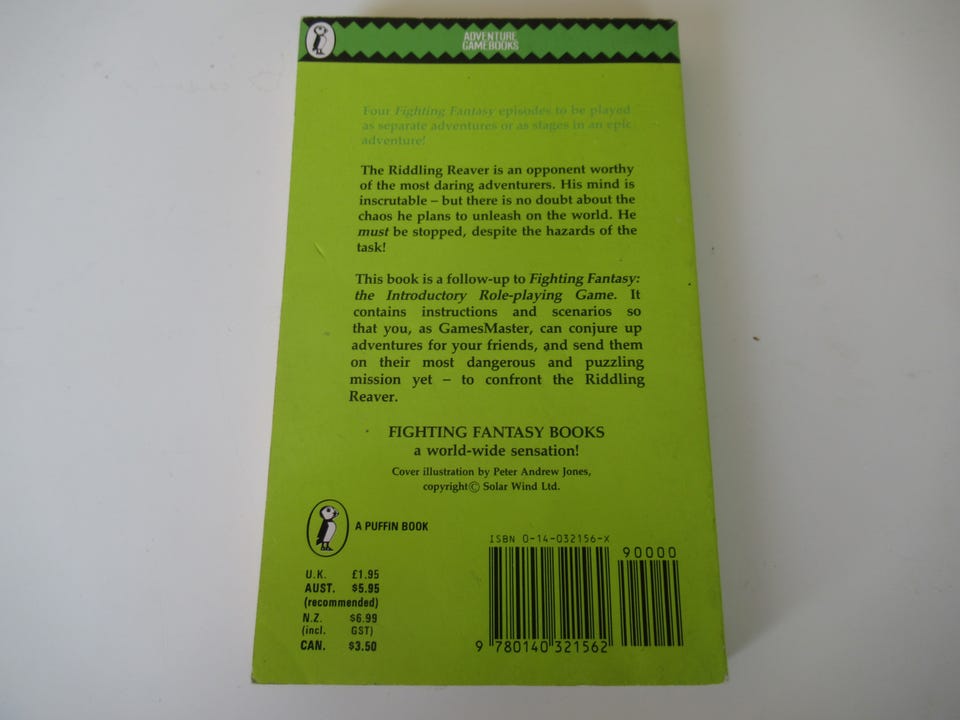 ADVENTURE
GAMEBOOKS
Four Fighting Fantasy episodes to be played
as separate adventures or as stages in an epic
adventure!
The Riddling Reaver is an opponent worthy
of the most daring adventurers. His mind is
inscrutable – but there is no doubt about the
chaos he plans to unleash on the world. He
must be stopped, despite the hazards of the
task!
This book is a follow-up to Fighting Fantasy:
the Introductory Role-playing Game. It
contains instructions and scenarios so
that you, as GamesMaster, can conjure up
adventures for your friends, and send them
on their most dangerous and puzzling
mission yet – to confront the Riddling
Reaver.
FIGHTING FANTASY BOOKS
a world-wide sensation!
Cover illustration by Peter Andrew Jones,
copyright © Solar Wind Ltd.
A PUFFIN BOOK
U.K. £1.95
AUST. $5.95
(recommended)
N.Z. $6.99
(incl. GST)
CAN. $3.50
ISBN 0-14-032156-X
90000
9 780140 321562